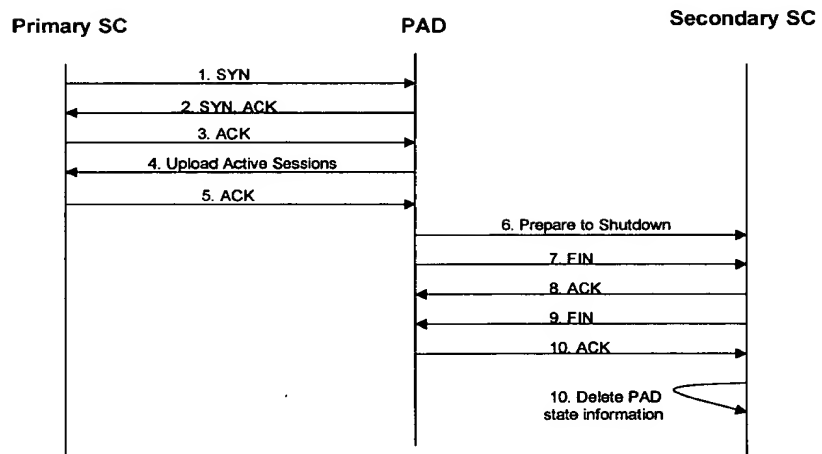 Primary SC
PAD
Secondary SC
1. SYN
2. SYN, ACK
3. ACK
4. Upload Active Sessions
5. ACK
6. Prepare to Shutdown
7. FIN
8. ACK
9. FIN
10. ACK
10. Delete PAD
state information